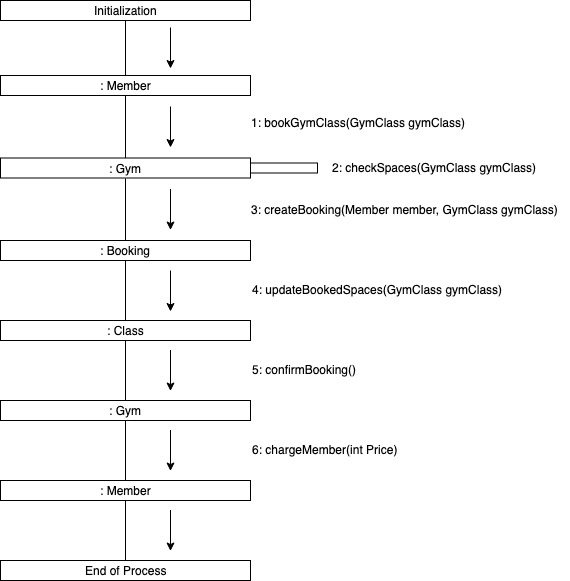 Initialization
: Member
1: bookGymClass(GymClass gymClass)
: Gym
2: checkSpaces(GymClass gymClass)
3: createBooking(Member member, GymClass gymClass)
: Booking
4: updateBookedSpaces(GymClass gymClass)
: Class
5: confirmBooking()
: Gym
6: chargeMember(int Price)
: Member
End of Process